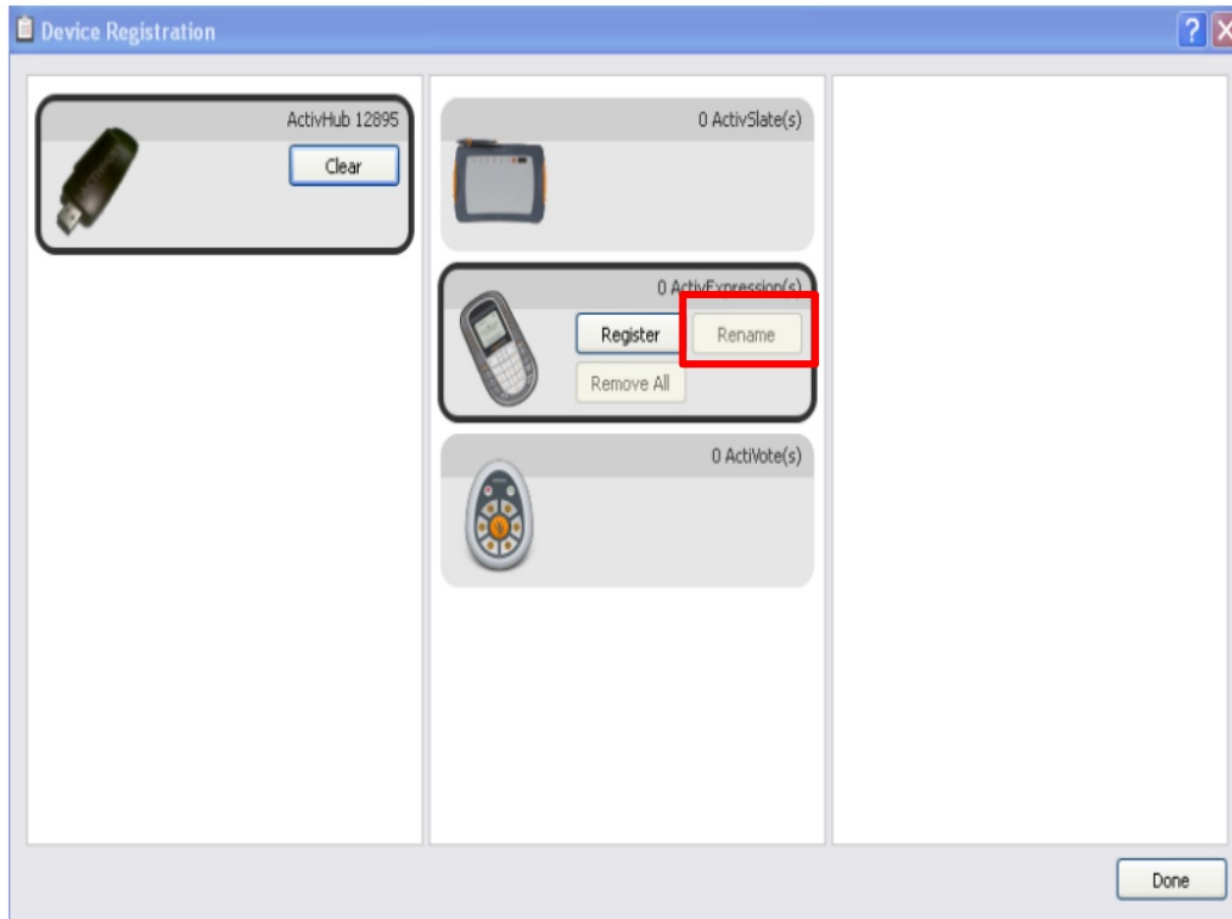 Device Registration
ActivHub 12895
Clear
0 ActivSlate(s)
0 ActivExpression(s)
Register Rename
Remove All
0 ActiVote(s)
Done